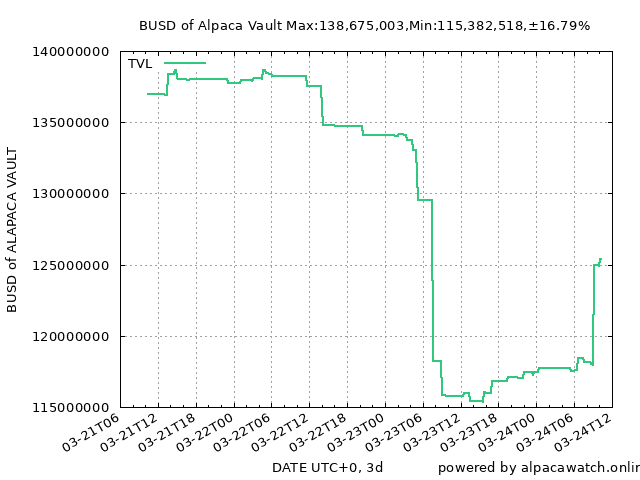 BUSD of Alpaca Vault Max:138,675,003,Min:115,382,518,±16.79%
TVL
140000000
135000000
130000000
125000000
120000000
115000000
BUSD of ALAPACA VAULT
03-21T06
03-21T12
03-21T18
03-22T00
03-22T06
03-22T12
03-22T18
03-23T00
03-23T06
03-23T12
03-23T18
03-24T00
03-24T06
03-24T12
DATE UTC+0, 3d
powered by alpacawatch.onlin